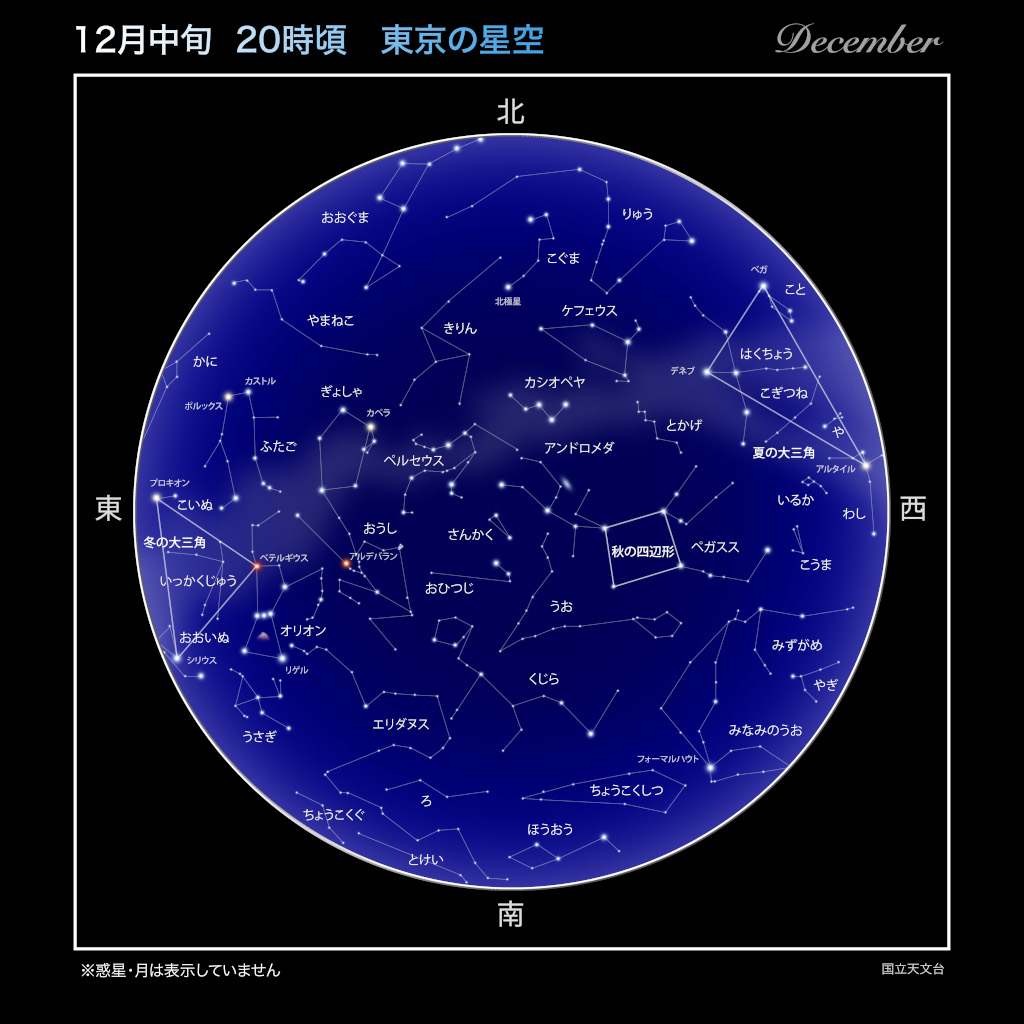 12月中旬 20時頃 東京の星空
December
北
おおぐま
りゅう
こぐま
ベガ
こと
北極星
ケフェウス
やまねこ
きりん
はくちょう
かに
デネブ
カストル
カシオペヤ
ぎょしゃ
こぎつね
ポルックス
カペラ
とかげ
や
ふたご
アンドロメダ
夏の大三角
ペルセウス
アルタイル
プロキオン
いるか
こいぬ
東
西
わし
おうし
さんかく
冬の大三角
ペガスス
秋の四辺形
ベテルギウス
アルデバラン
こうま
いっかくじゅう
おひつじ
うお
オリオン
おおいぬ
みずがめ
シリウス
リゲル
くじら
やぎ
エリダヌス
みなみのうお
うさぎ
フォーマルハウト
ちょうこくしつ
ろ
ちょうこくぐ
ほうおう
とけい
南
※惑星・月は表示していません
国立天文台